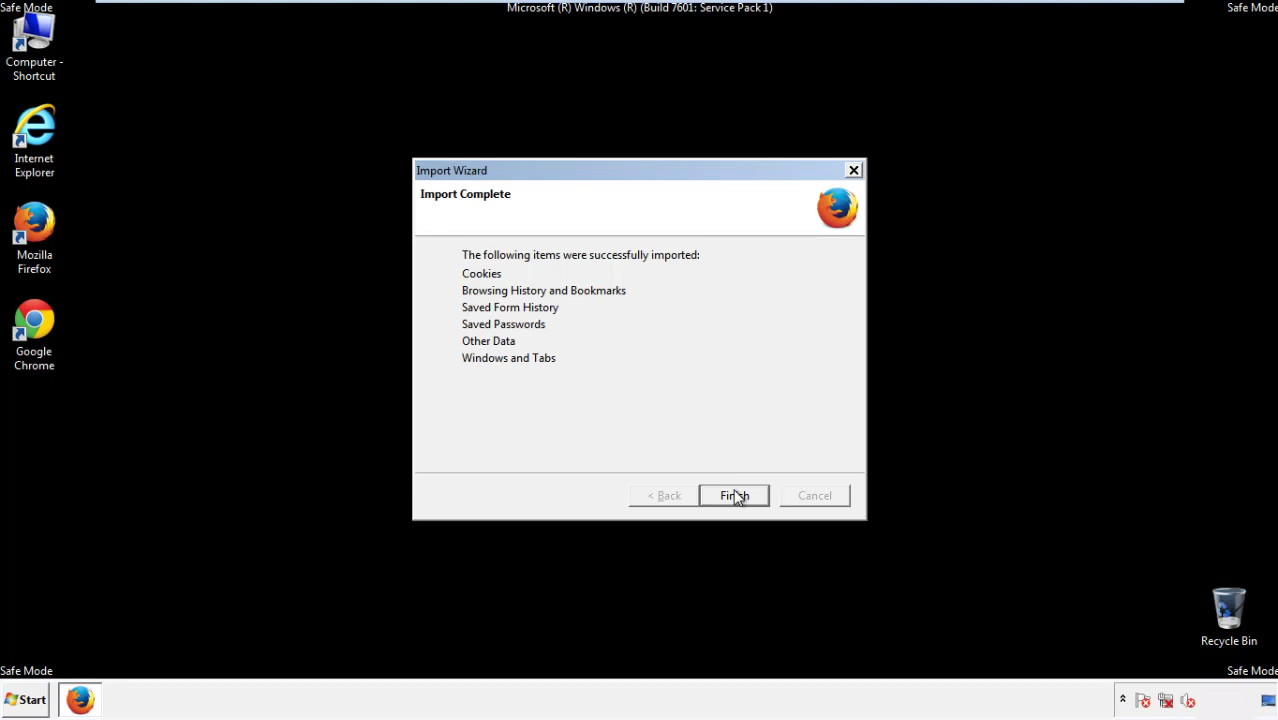 Safe Mode
Microsoft (R) Windows (R) (Build 7601: Service Pack 1)
Safe Mode
Computer -
Shortcut
Internet
Explorer
Mozilla
Firefox
Google
Chrome
Import Wizard
Import Complete
The following items were successfully imported:
Cookies
Browsing History and Bookmarks
Saved Form History
Saved Passwords
Other Data
Windows and Tabs
< Back
Finish
Cancel
Recycle Bin
Safe Mode
Safe Mode
Start